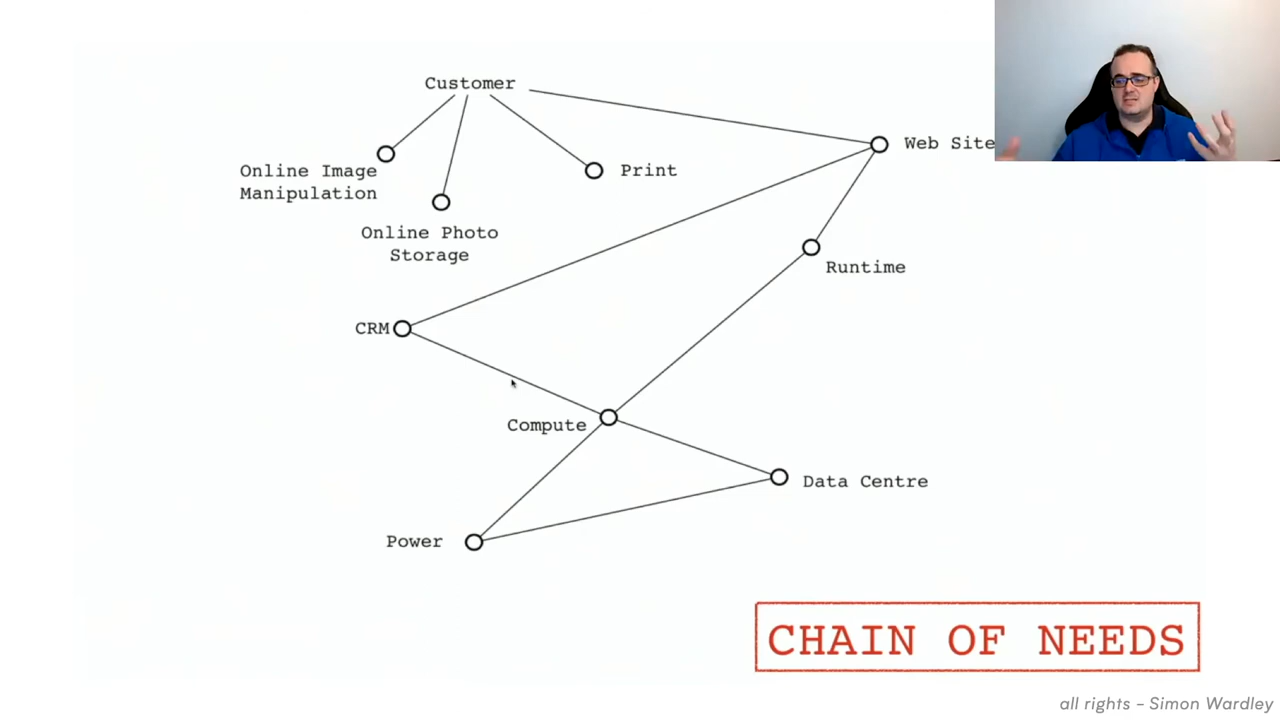 Customer
Online Image
Manipulation
Print
Web Site
Online Photo
Storage
Runtime
CRM
Compute
Data Centre
Power
CHAIN OF NEEDS
all rights – Simon Wardley